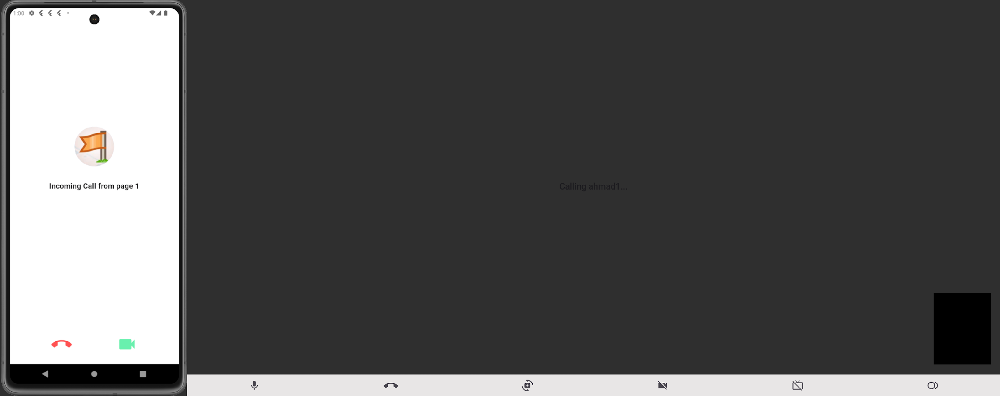 1:00
Incoming Call from page 1
Calling ahmad1...